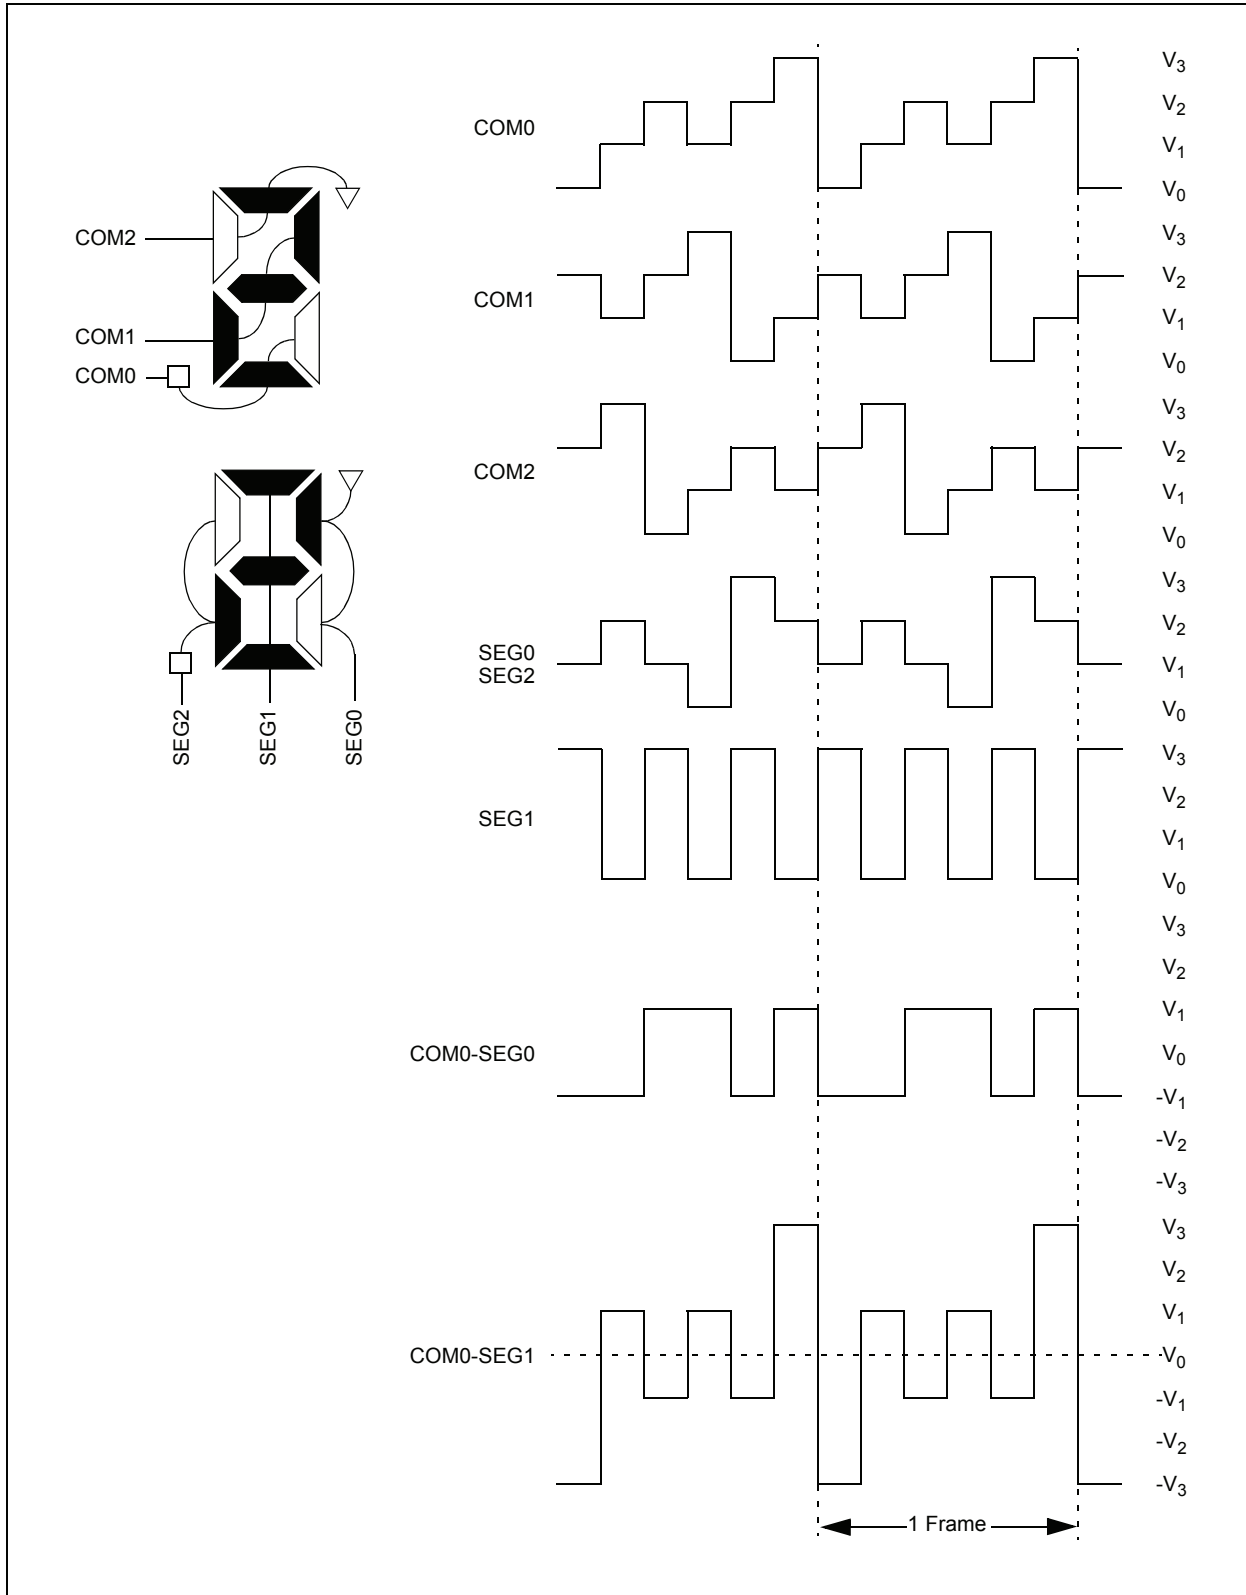 COM2
COM1
COM0
SEG2
SEG1
SEG0
COM0
V3
V2
V1
V0
COM1
V3
V2
V1
V0
COM2
V3
V2
V1
V0
SEG0
SEG2
V3
V2
V1
V0
SEG1
V3
V2
V1
V0
COM0-SEG0
V3
V2
V1
V0
-V1
-V2
-V3
COM0-SEG1
V3
V2
V1
V0
-V1
-V2
-V3
1 Frame